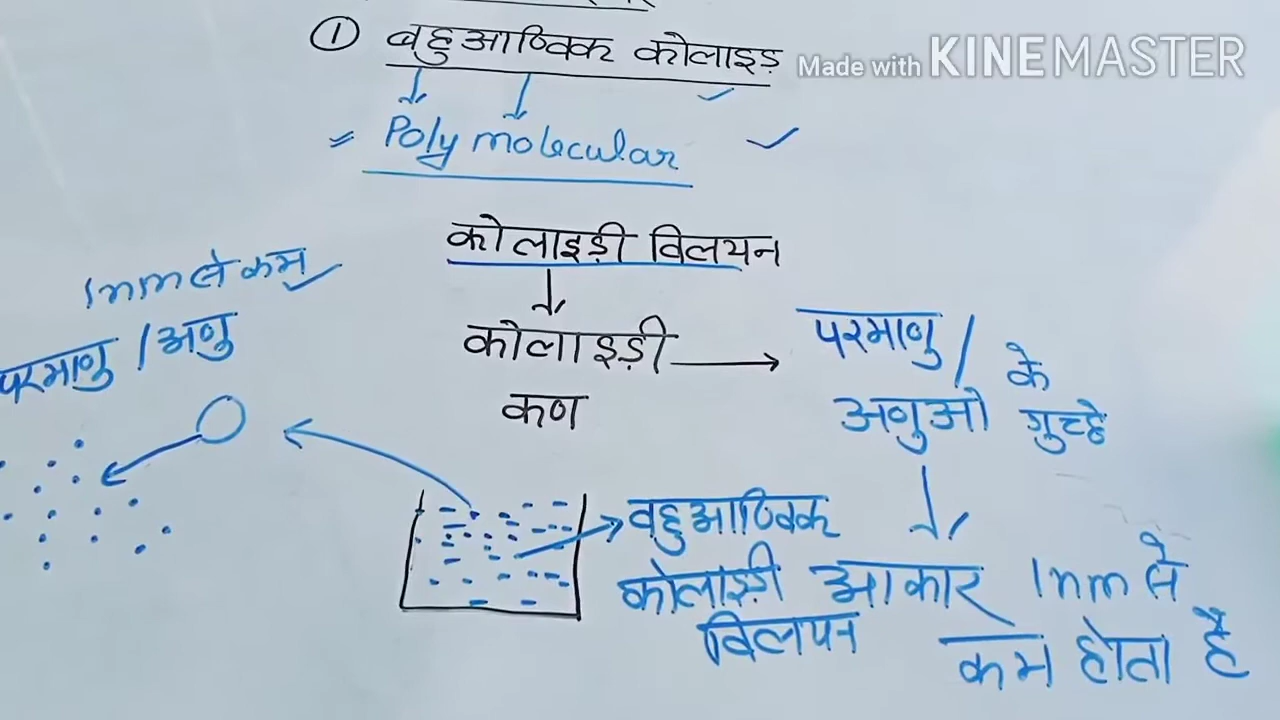 ① बहुआण्विक कोलाइड
Made with KINEMASTER
= Poly molecular
कोलाइड़ी विलयन
1nm से कम
परमाणु / अणु
कोलाइड़ी
कण
परमाणु /
अणुओ के
गुच्छे
बहुआण्विक
कोलाइड़ी
विलयन
आकार 1nm से
कम होता है